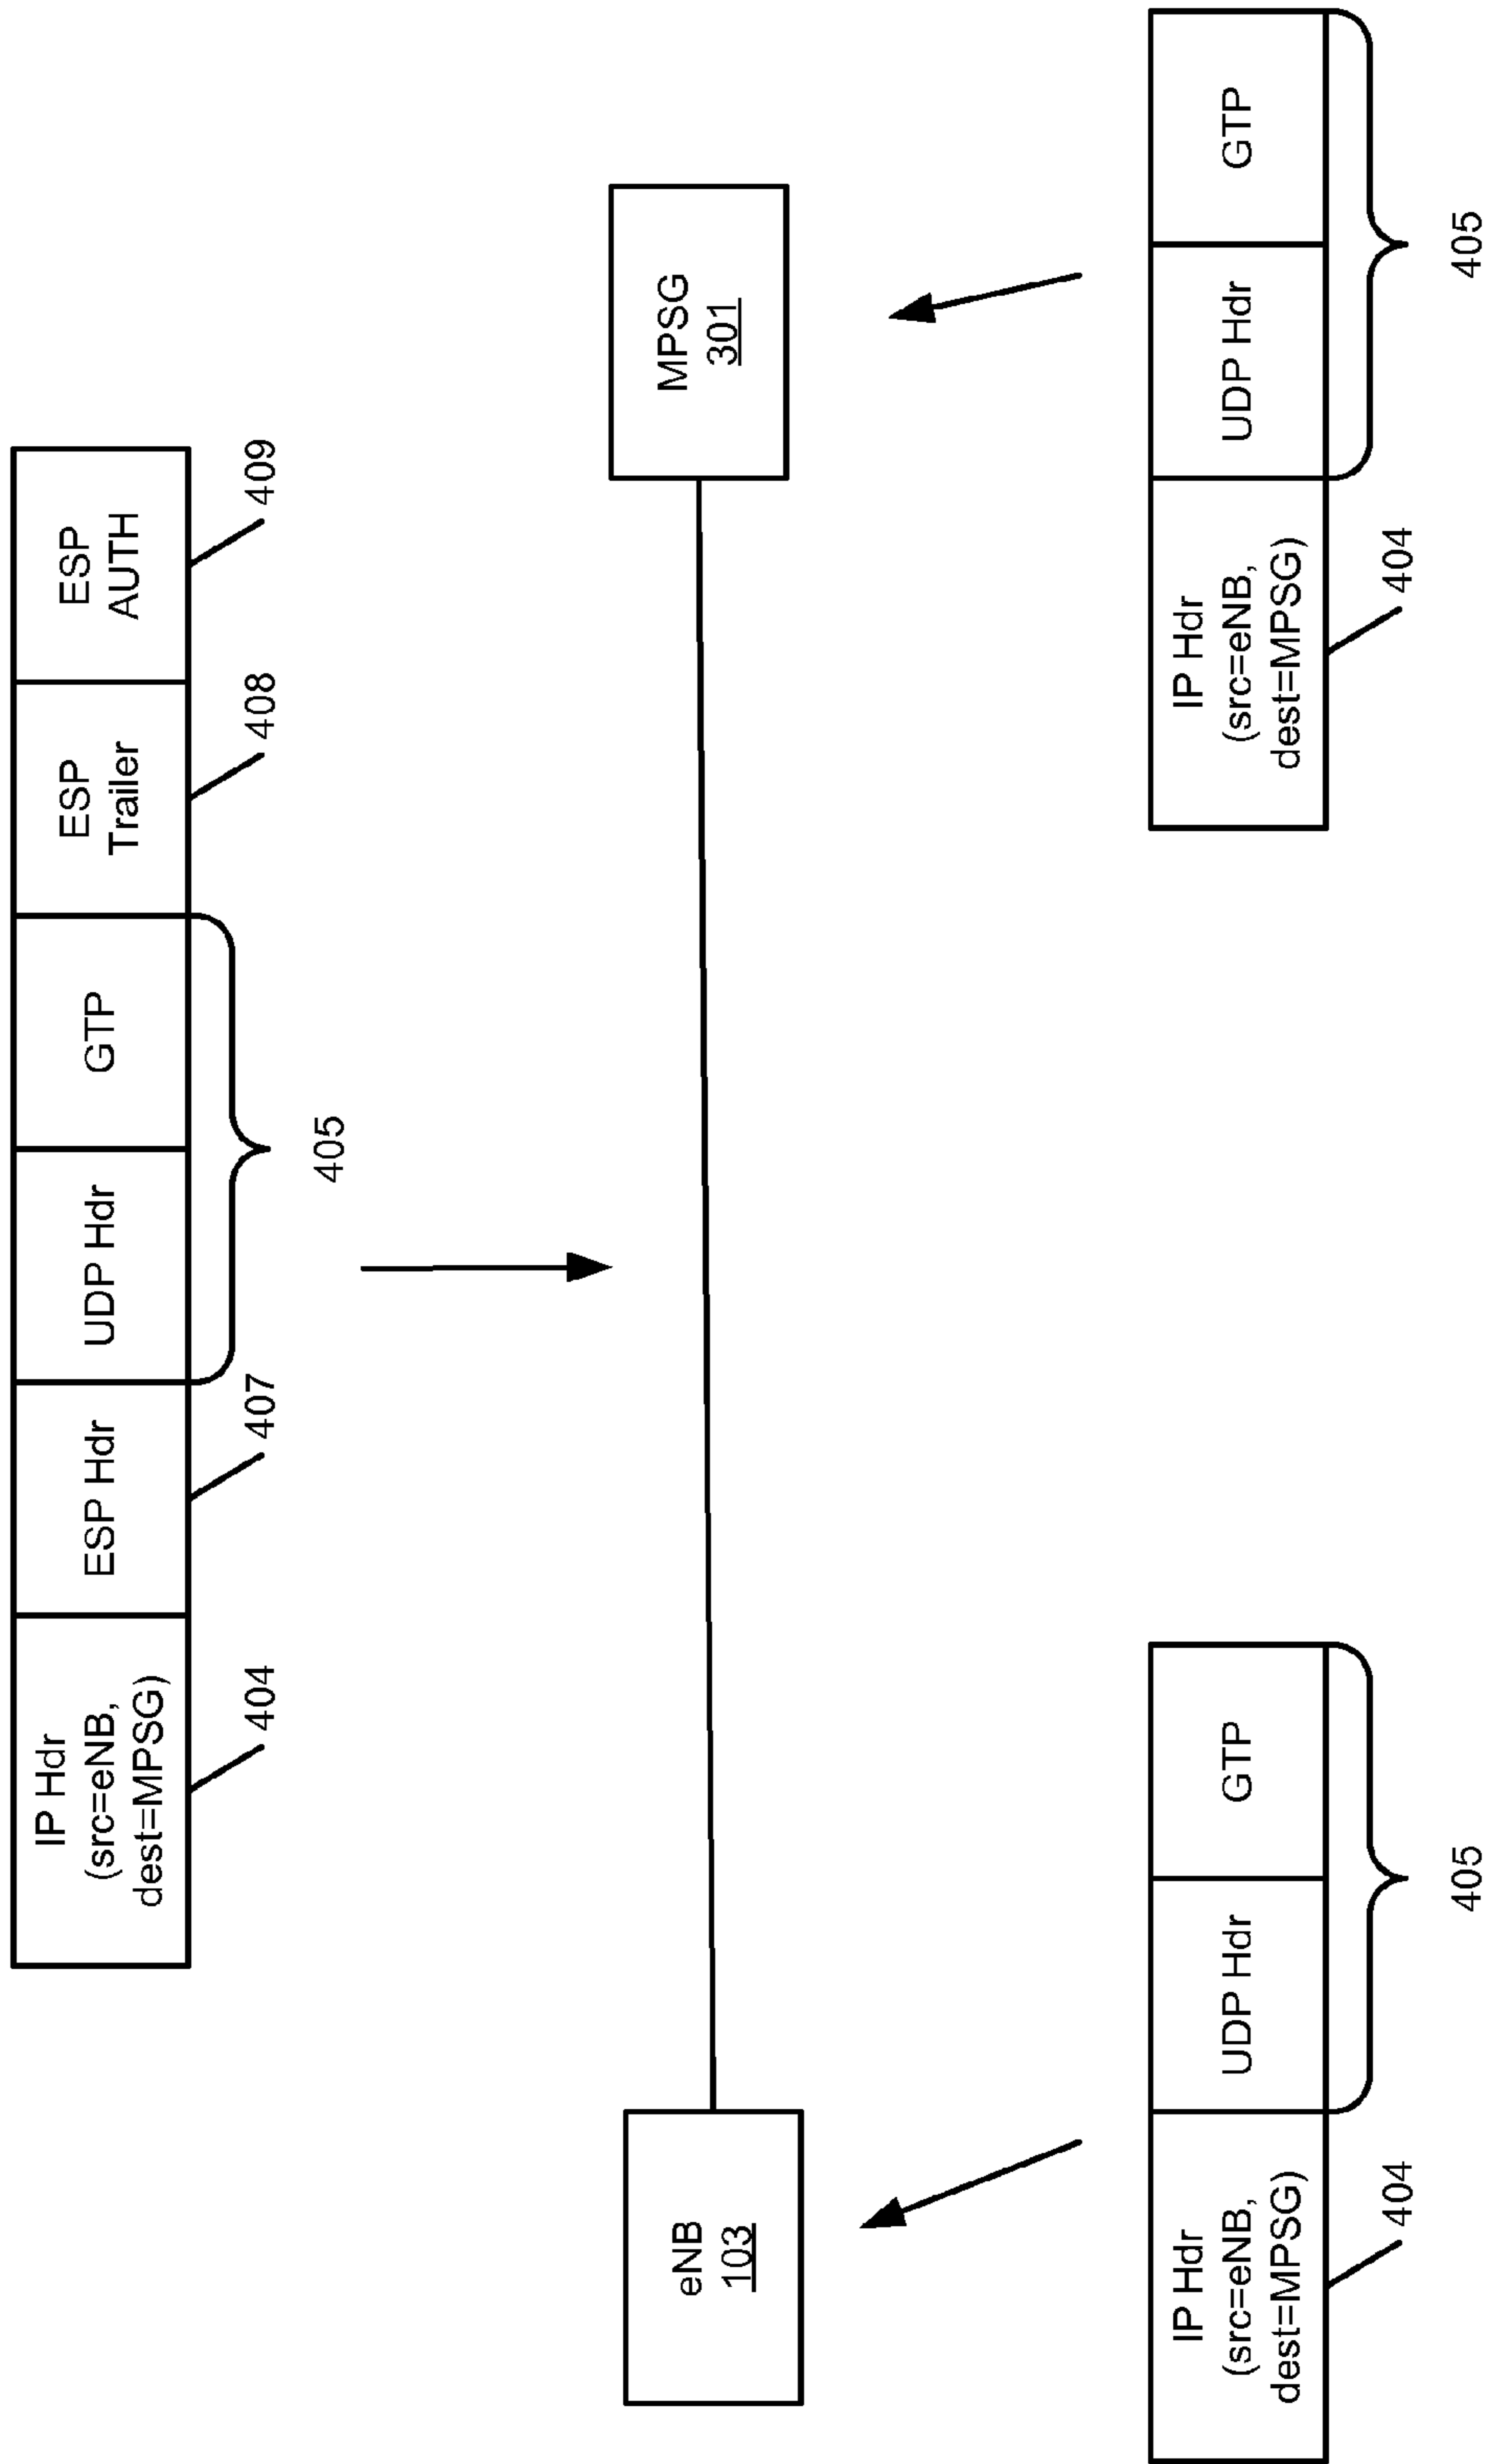 IP Hdr
(src=eNB,
dest=MPSG)
ESP Hdr
UDP Hdr
GTP
ESP
Trailer
ESP
AUTH
404
407
405
408
409
eNB
103
MPSG
301
IP Hdr
(src=eNB,
dest=MPSG)
UDP Hdr
GTP
404
405
IP Hdr
(src=eNB,
dest=MPSG)
UDP Hdr
GTP
404
405